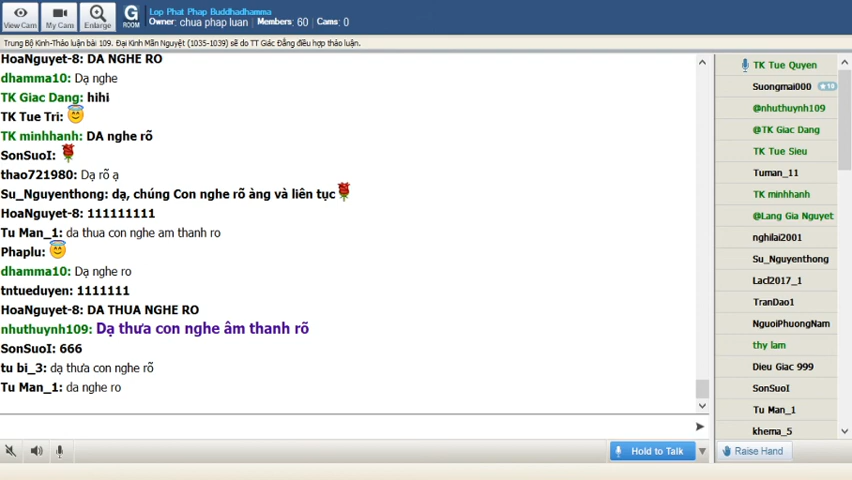 View Cam
My Cam
Enlarge
G
ROOM
Lop Phat Phap Buddhadhamma
Owner: chua phap luan Members: 60 Cams: 0
Trung Bộ Kinh-Thảo luận bài 109. Đại Kinh Mãn Nguyệt (1035-1039) sẽ do TT Giác Đẳng điều hợp thảo luận.
HoaNguyet-8: DA NGHE RO
dhamma10: Dạ nghe
TK Giac Dang: hihi
TK Tue Tri:
TK minhhanh: DA nghe rõ
SonSuoI:
thao721980: Dạ rõ ạ
Su_Nguyenthong: dạ, chúng Con nghe rõ àng và liên tục
HoaNguyet-8: 111111111
Tu Man_1: da thua con nghe am thanh ro
Phaplu:
dhamma10: Dạ nghe ro
tntueduyen: 1111111
HoaNguyet-8: DA THUA NGHE RO
nhuthuynh109: Dạ thưa con nghe âm thanh rõ
SonSuoI: 666
tu bi_3: dạ thưa con nghe rõ
Tu Man_1: da nghe ro
Hold to Talk
TK Tue Quyen
Suongmai000
10
@nhuthuynh109
@TK Giac Dang
TK Tue Sieu
Tuman_11
TK minhhanh
@Lang Gia Nguyet
nghilai2001
Su_Nguyenthong
Lacl2017_1
TranDao1
NguoiPhuongNam
thy lam
Dieu Giac 999
SonSuoI
Tu Man_1
khema_5
Raise Hand